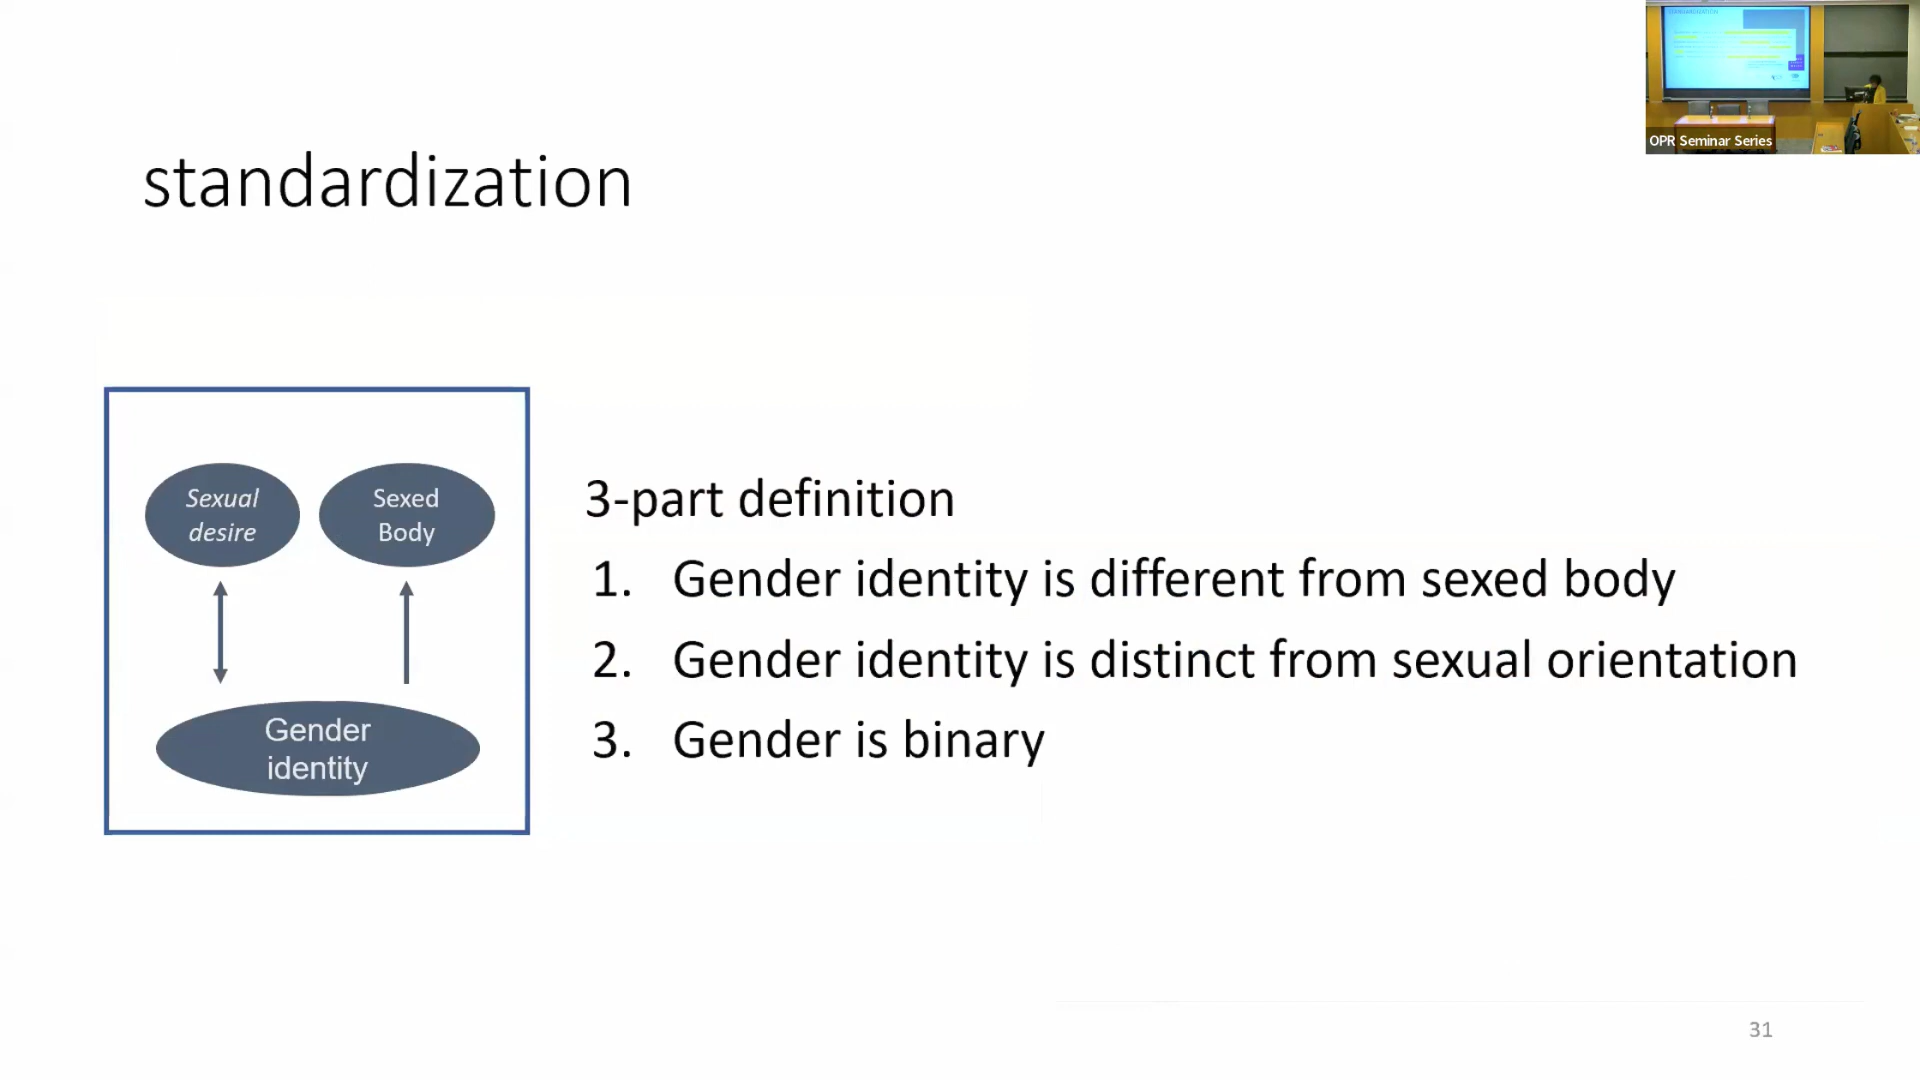 OPR Seminar Series
standardization
Sexual
desire
Sexed
Body
Gender
identity
3-part definition
1. Gender identity is different from sexed body
2. Gender identity is distinct from sexual orientation
3. Gender is binary
31